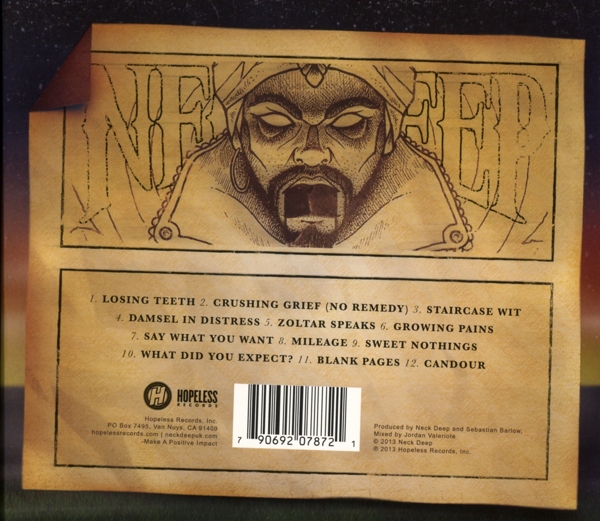 NE EEP
1. LOSING TEETH 2. CRUSHING GRIEF (NO REMEDY) 3. STAIRCASE WIT
4. DAMSEL IN DISTRESS 5. ZOLTAR SPEAKS 6. GROWING PAINS
7. SAY WHAT YOU WANT 8. MILEAGE 9. SWEET NOTHINGS
10. WHAT DID YOU EXPECT? 11. BLANK PAGES 12. CANDOUR
H HOPELESS
RECORDS
Hopeless Records, Inc.
PO Box 7495, Van Nuys, CA 91409
hopelessrecords.com | neckdeepuk.com
-Make A Positive Impact
7 90692 07872 1
Produced by Neck Deep and Sebastian Barlow,
Mixed by Jordan Valeriote
© 2013 Neck Deep
℗ 2013 Hopeless Records, Inc.